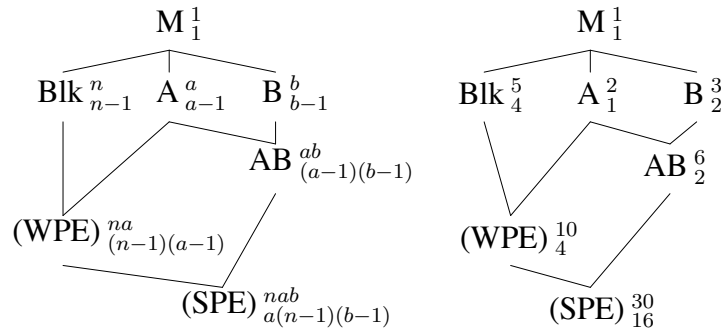 M 1 1 M 1 1
Blk n n−1 A a a−1 B b b−1 Blk 5 4 A 2 1 B 3 2
AB ab (a−1)(b−1) AB 6 2
(WPE) na (n−1)(a−1) (WPE) 10 4
(SPE) nab a(n−1)(b−1) (SPE) 30 16